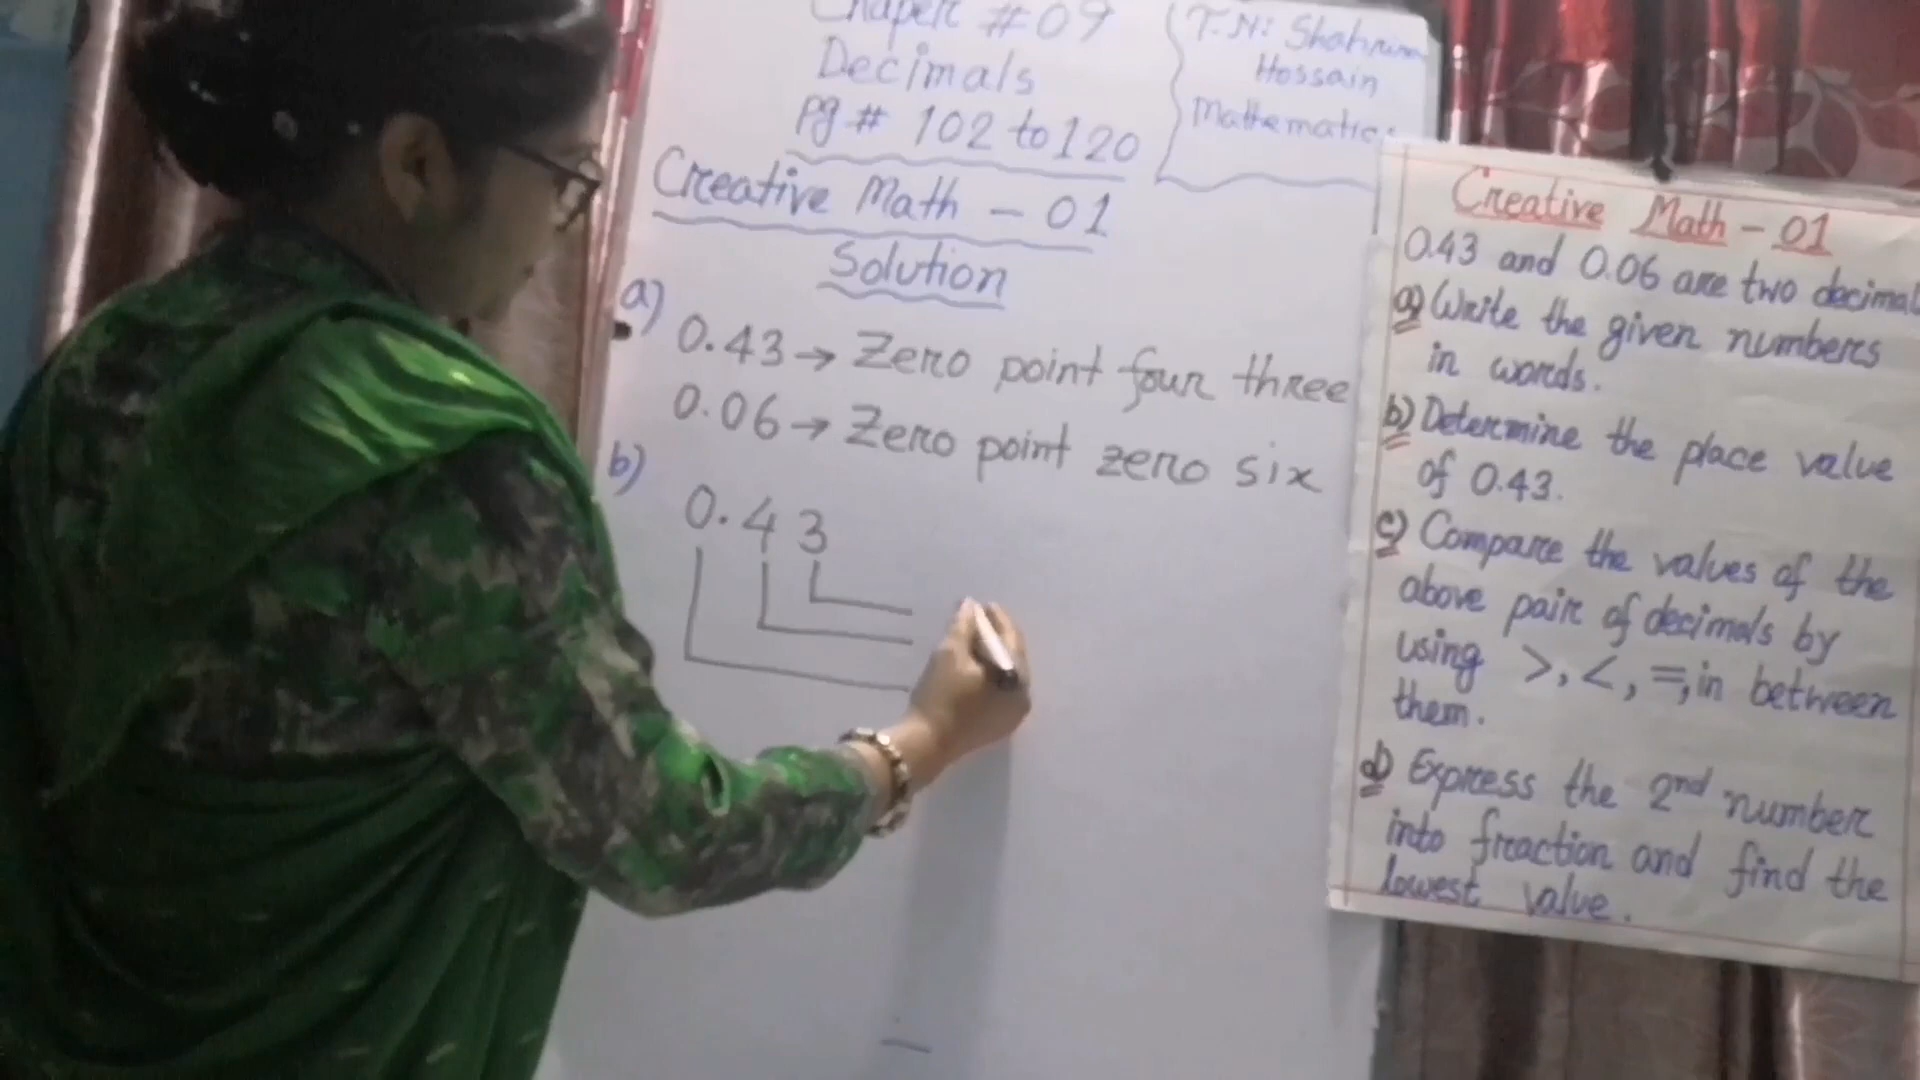 Chapter #09
Decimals
pg# 102 to 120
T.N: Shahrima
Hossain
Mathematics
Creative Math - 01
Solution
a)
0.43 → Zero point four three
0.06 → Zero point zero six
b)
0.43
Creative Math - 01
0.43 and 0.06 are two decimal
a) Write the given numbers
in words.
b) Determine the place value
of 0.43.
c) Compare the values of the
above pair of decimals by
using >, <, =, in between
them.
d) Express the 2nd number
into fraction and find the
lowest value.